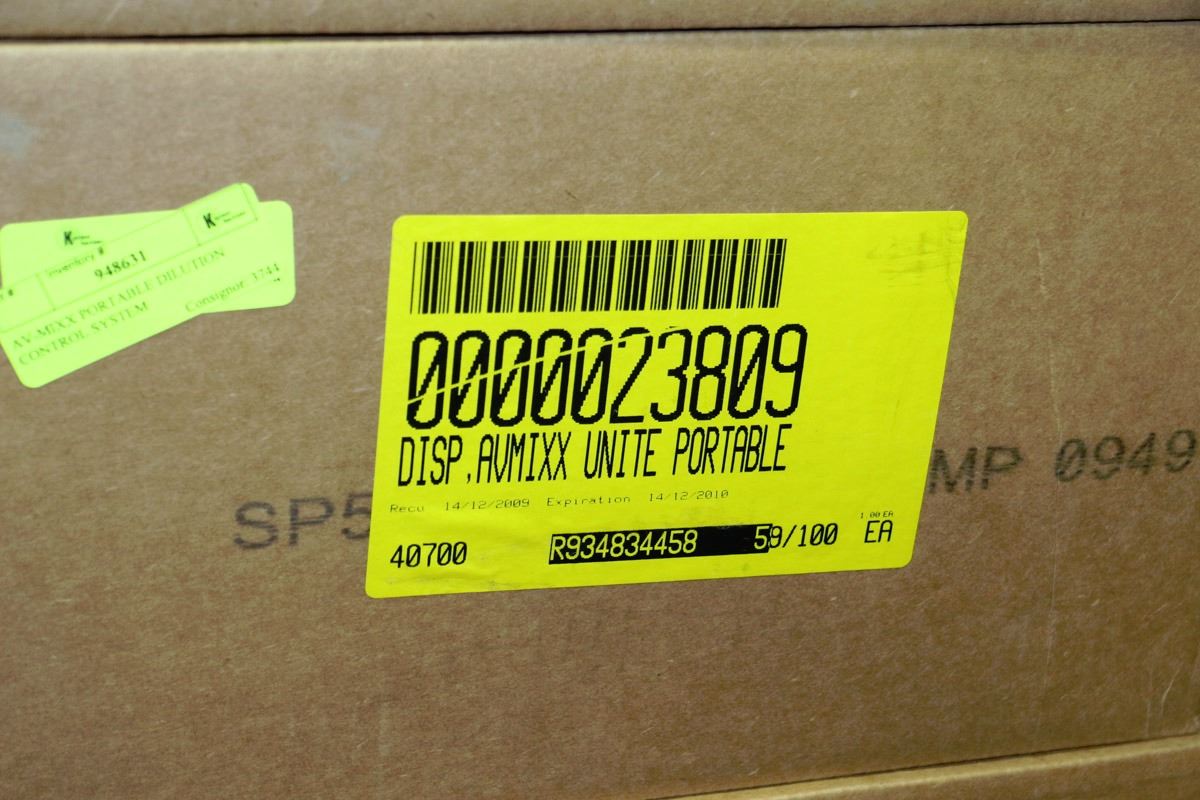 inventory #
948631
AV-MIXX PORTABLE DILUTION
CONTROL SYSTEM
Consignor 3744
0000023809
DISP,AVMIXX UNITE PORTABLE
Recu 14/12/2009 Expiration 14/12/2010
40700 R934834458 59/100 EA
1.00 EA
SP5
MP 0949